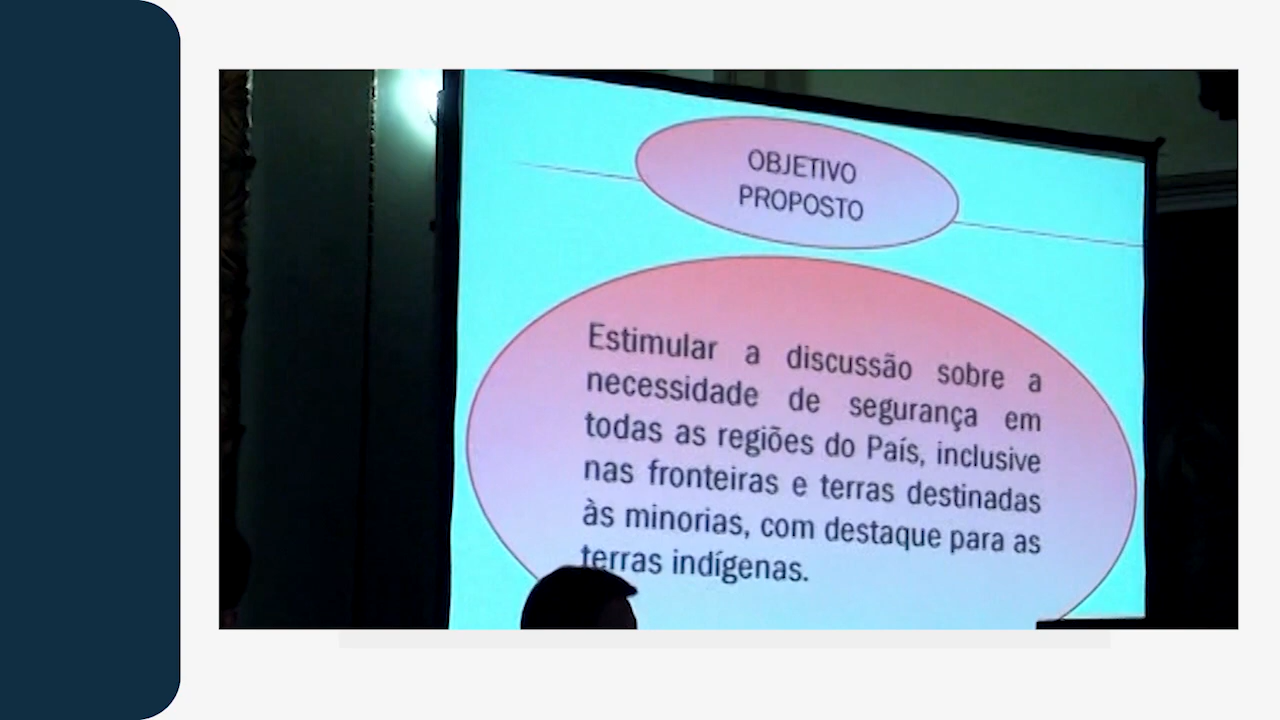 OBJETIVO
PROPOSTO
Estimular a discussão sobre a
necessidade de segurança em
todas as regiões do País, inclusive
nas fronteiras e terras destinadas
às minorias, com destaque para as
terras indígenas.